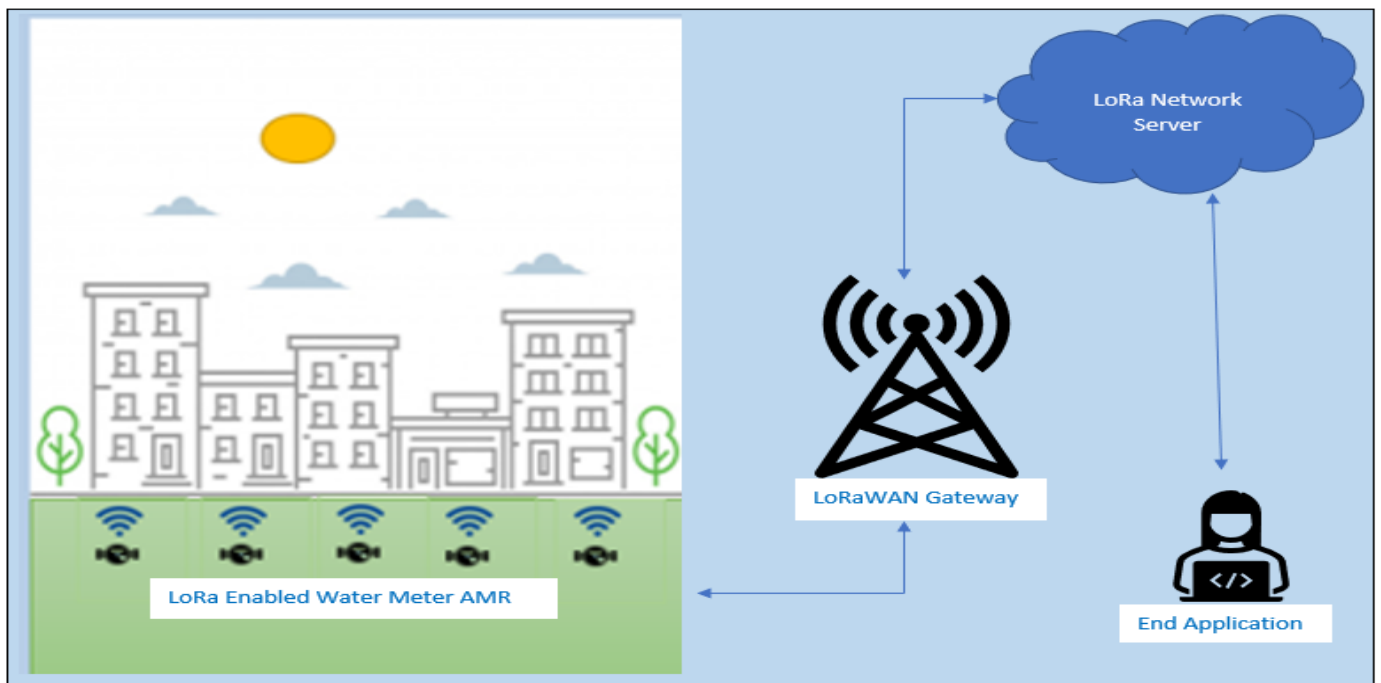 LoRa Network
Server
LoRaWAN Gateway
LoRa Enabled Water Meter AMR
</>
End Application